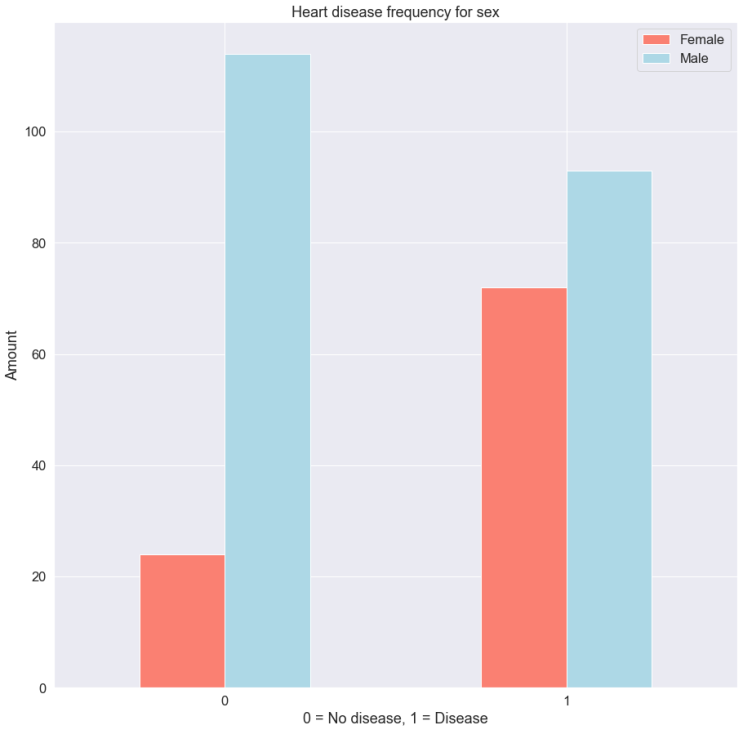 Heart disease frequency for sex
Female
Male
100
80
60
40
20
0
Amount
0 1
0 = No disease, 1 = Disease